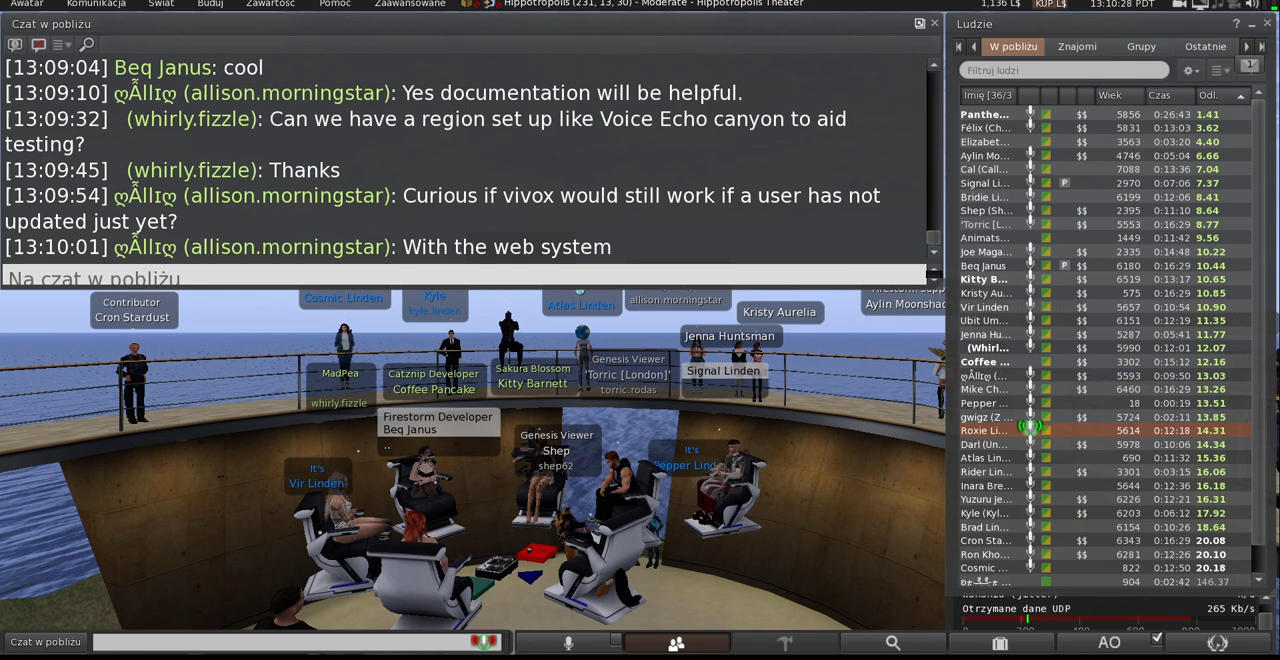 Awatar Komunikacja Świat Buduj Zawartość Pomoc Zaawansowane Hippotropolis (231, 13, 30) - Moderate - Hippotropolis Theater 1,136 L$ KUP L$ 13:10:28 PDT
Czat w pobliżu
[13:09:04] Beq Janus: cool
[13:09:10] ღÂllıღ (allison.morningstar): Yes documentation will be helpful.
[13:09:32] (whirly.fizzle): Can we have a region set up like Voice Echo canyon to aid
testing?
[13:09:45] (whirly.fizzle): Thanks
[13:09:54] ღÂllıღ (allison.morningstar): Curious if vivox would still work if a user has not
updated just yet?
[13:10:01] ღÂllıღ (allison.morningstar): With the web system
Na czat w pobliżu
Contributor
Cron Stardust
Cosmic Linden
Kyle
kyle.linden
Atlas Linden
allison.morningstar
Kristy Aurelia
Aylin Moonshad
Jenna Huntsman
MadPea
whirly.fizzle
Catznip Developer
Coffee Pancake
Sakura Blossom
Kitty Barnett
Genesis Viewer
'Torric [London]'
torric.rodas
Signal Linden
Firestorm Developer
Beq Janus
..
Genesis Viewer
Shep
shep62
It's
Vir Linden
It's
Pepper Lind
Czat w pobliżu
Ludzie
? _ ×
W pobliżu Znajomi Grupy Ostatnie
Filtruj ludzi
1
Imię [36/3 Wiek Czas Odl.
Panthe... $$ 5856 0:26:43 1.41
Félix (Ch... $$ 5831 0:13:03 3.62
Elizabet... $$ 3563 0:03:20 4.40
Aylin Mo... $$ 4746 0:05:04 6.66
Cal (Call... 7088 0:13:36 7.04
Signal Li... P 2970 0:07:06 7.37
Bridie Li... 6199 0:12:06 8.41
Shep (Sh... $$ 2395 0:11:10 8.64
'Torric [L... $$ 5553 0:16:29 8.77
Animats... 1449 0:11:42 9.56
Joe Maga... $$ 2335 0:14:48 10.22
Beq Janus P $$ 6180 0:16:29 10.44
Kitty B... $$ 6519 0:13:17 10.65
Kristy Au... $$ 575 0:16:29 10.85
Vir Linden $$ 5657 0:10:54 10.90
Ubit Um... $$ 6151 0:12:19 11.35
Jenna Hu... $$ 5287 0:05:41 11.77
(Whirl... $$ 5990 0:12:01 12.07
Coffee ... $$ 3302 0:15:12 12.16
ღÂllıღ (... $$ 5593 0:09:50 13.03
Mike Ch... $$ 6460 0:16:29 13.26
Pepper ... 18 0:00:19 13.51
gwigz (Z ... $$ 5724 0:02:11 13.85
Roxie Li... 5614 0:12:18 14.31
Darl (Un... $$ 5978 0:10:06 14.34
Atlas Lin... 690 0:11:32 15.36
Rider Lin... $$ 3301 0:03:15 16.06
Inara Bre... 5644 0:12:36 16.18
Yuzuru Je... $$ 6226 0:12:21 16.31
Kyle (Kyl... $$ 6203 0:06:12 17.92
Brad Lin... 6154 0:10:26 18.64
Cron Sta... $$ 6343 0:16:29 20.08
Ron Kho... $$ 6281 0:12:56 20.10
Cosmic ... 822 0:12:50 20.18
904 0:02:42 146.37
Otrzymane dane UDP 265 Kb/s
AO